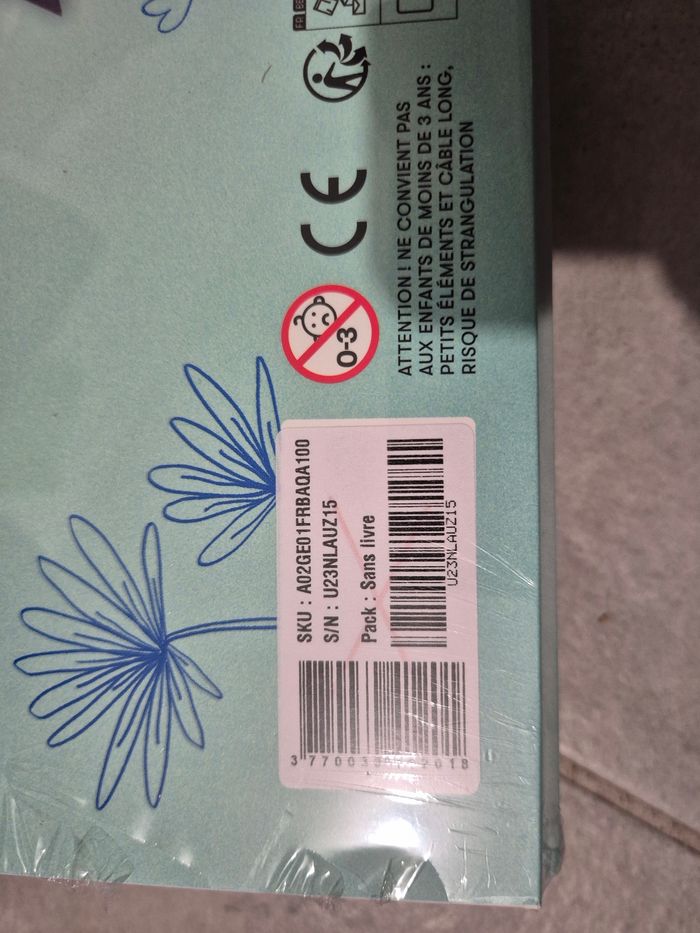 FR
CE
0-3
ATTENTION ! NE CONVIENT PAS
AUX ENFANTS DE MOINS DE 3 ANS :
PETITS ÉLÉMENTS ET CÂBLE LONG,
RISQUE DE STRANGULATION
SKU : A02GE01FRBAQA100
S/N : U23NLAUZ15
Pack : Sans livre
U23NLAUZ15